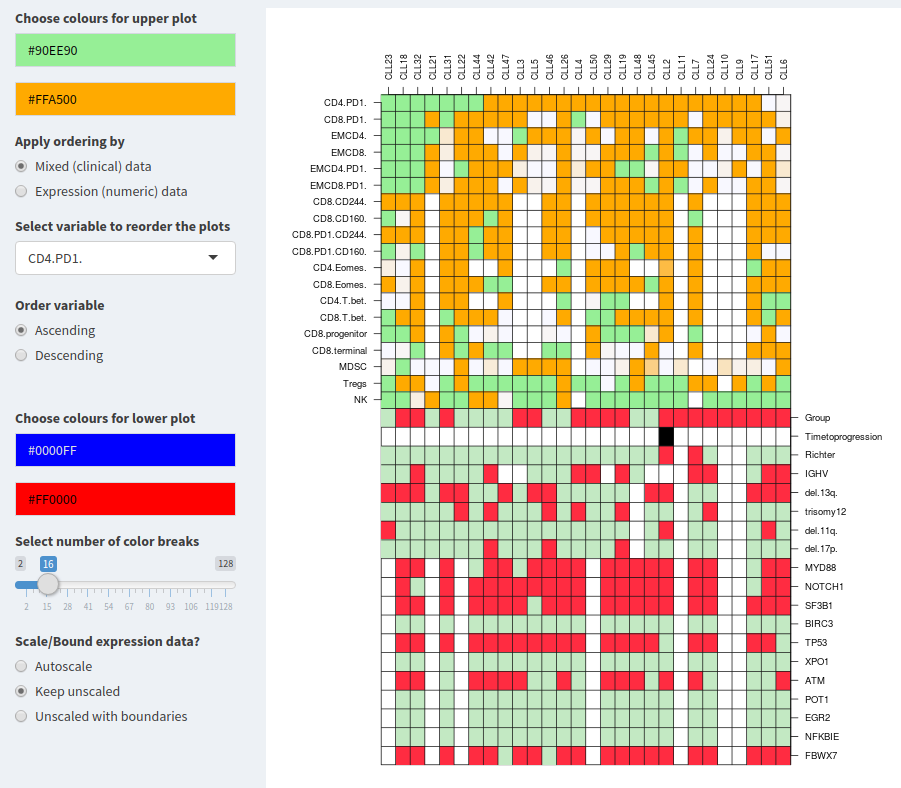 Choose colours for upper plot
#90EE90
#FFA500
Apply ordering by
Mixed (clinical) data
Expression (numeric) data
Select variable to reorder the plots
CD4.PD1.
Order variable
Ascending
Descending
Choose colours for lower plot
#0000FF
#FF0000
Select number of color breaks
2 16 128
2 15 28 41 54 67 80 93 106 119 128
Scale/Bound expression data?
Autoscale
Keep unscaled
Unscaled with boundaries
CLL23
CLL18
CLL32
CLL21
CLL31
CLL22
CLL44
CLL42
CLL47
CLL3
CLL5
CLL46
CLL26
CLL4
CLL50
CLL29
CLL19
CLL48
CLL45
CLL2
CLL11
CLL7
CLL24
CLL10
CLL9
CLL17
CLL51
CLL6
CD4.PD1.
CD8.PD1.
EMCD4.
EMCD8.
EMCD4.PD1.
EMCD8.PD1.
CD8.CD244.
CD8.CD160.
CD8.PD1.CD244.
CD8.PD1.CD160.
CD4.Eomes.
CD8.Eomes.
CD4.T.bet.
CD8.T.bet.
CD8.progenitor
CD8.terminal
MDSC
Tregs
NK
Group
Timetoprogression
Richter
IGHV
del.13q.
trisomy12
del.11q.
del.17p.
MYD88
NOTCH1
SF3B1
BIRC3
TP53
XPO1
ATM
POT1
EGR2
NFKBIE
FBWX7